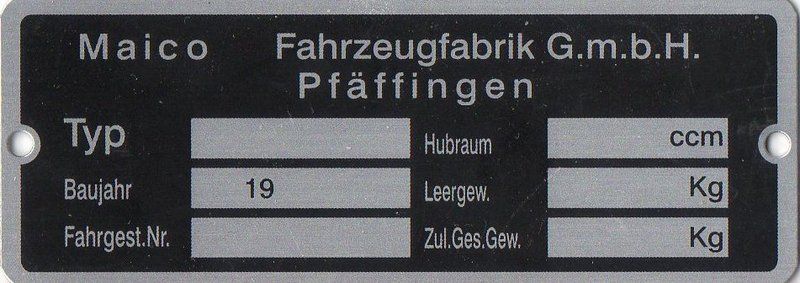 Maico Fahrzeugfabrik G.m.b.H.
Pfäffingen
Typ
Hubraum ccm
Baujahr 19
Leergew. Kg
Fahrgest.Nr.
Zul.Ges.Gew. Kg